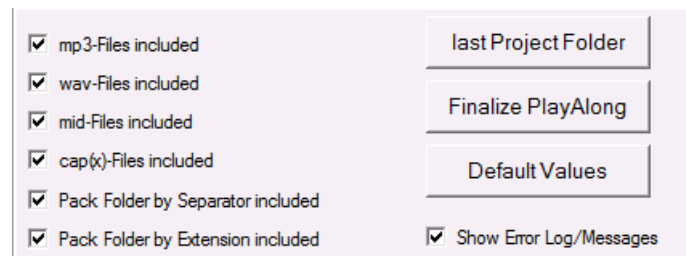 mp3-Files included
wav-Files included
mid-Files included
cap(x)-Files included
Pack Folder by Separator included
Pack Folder by Extension included
last Project Folder
Finalize PlayAlong
Default Values
Show Error Log/Messages